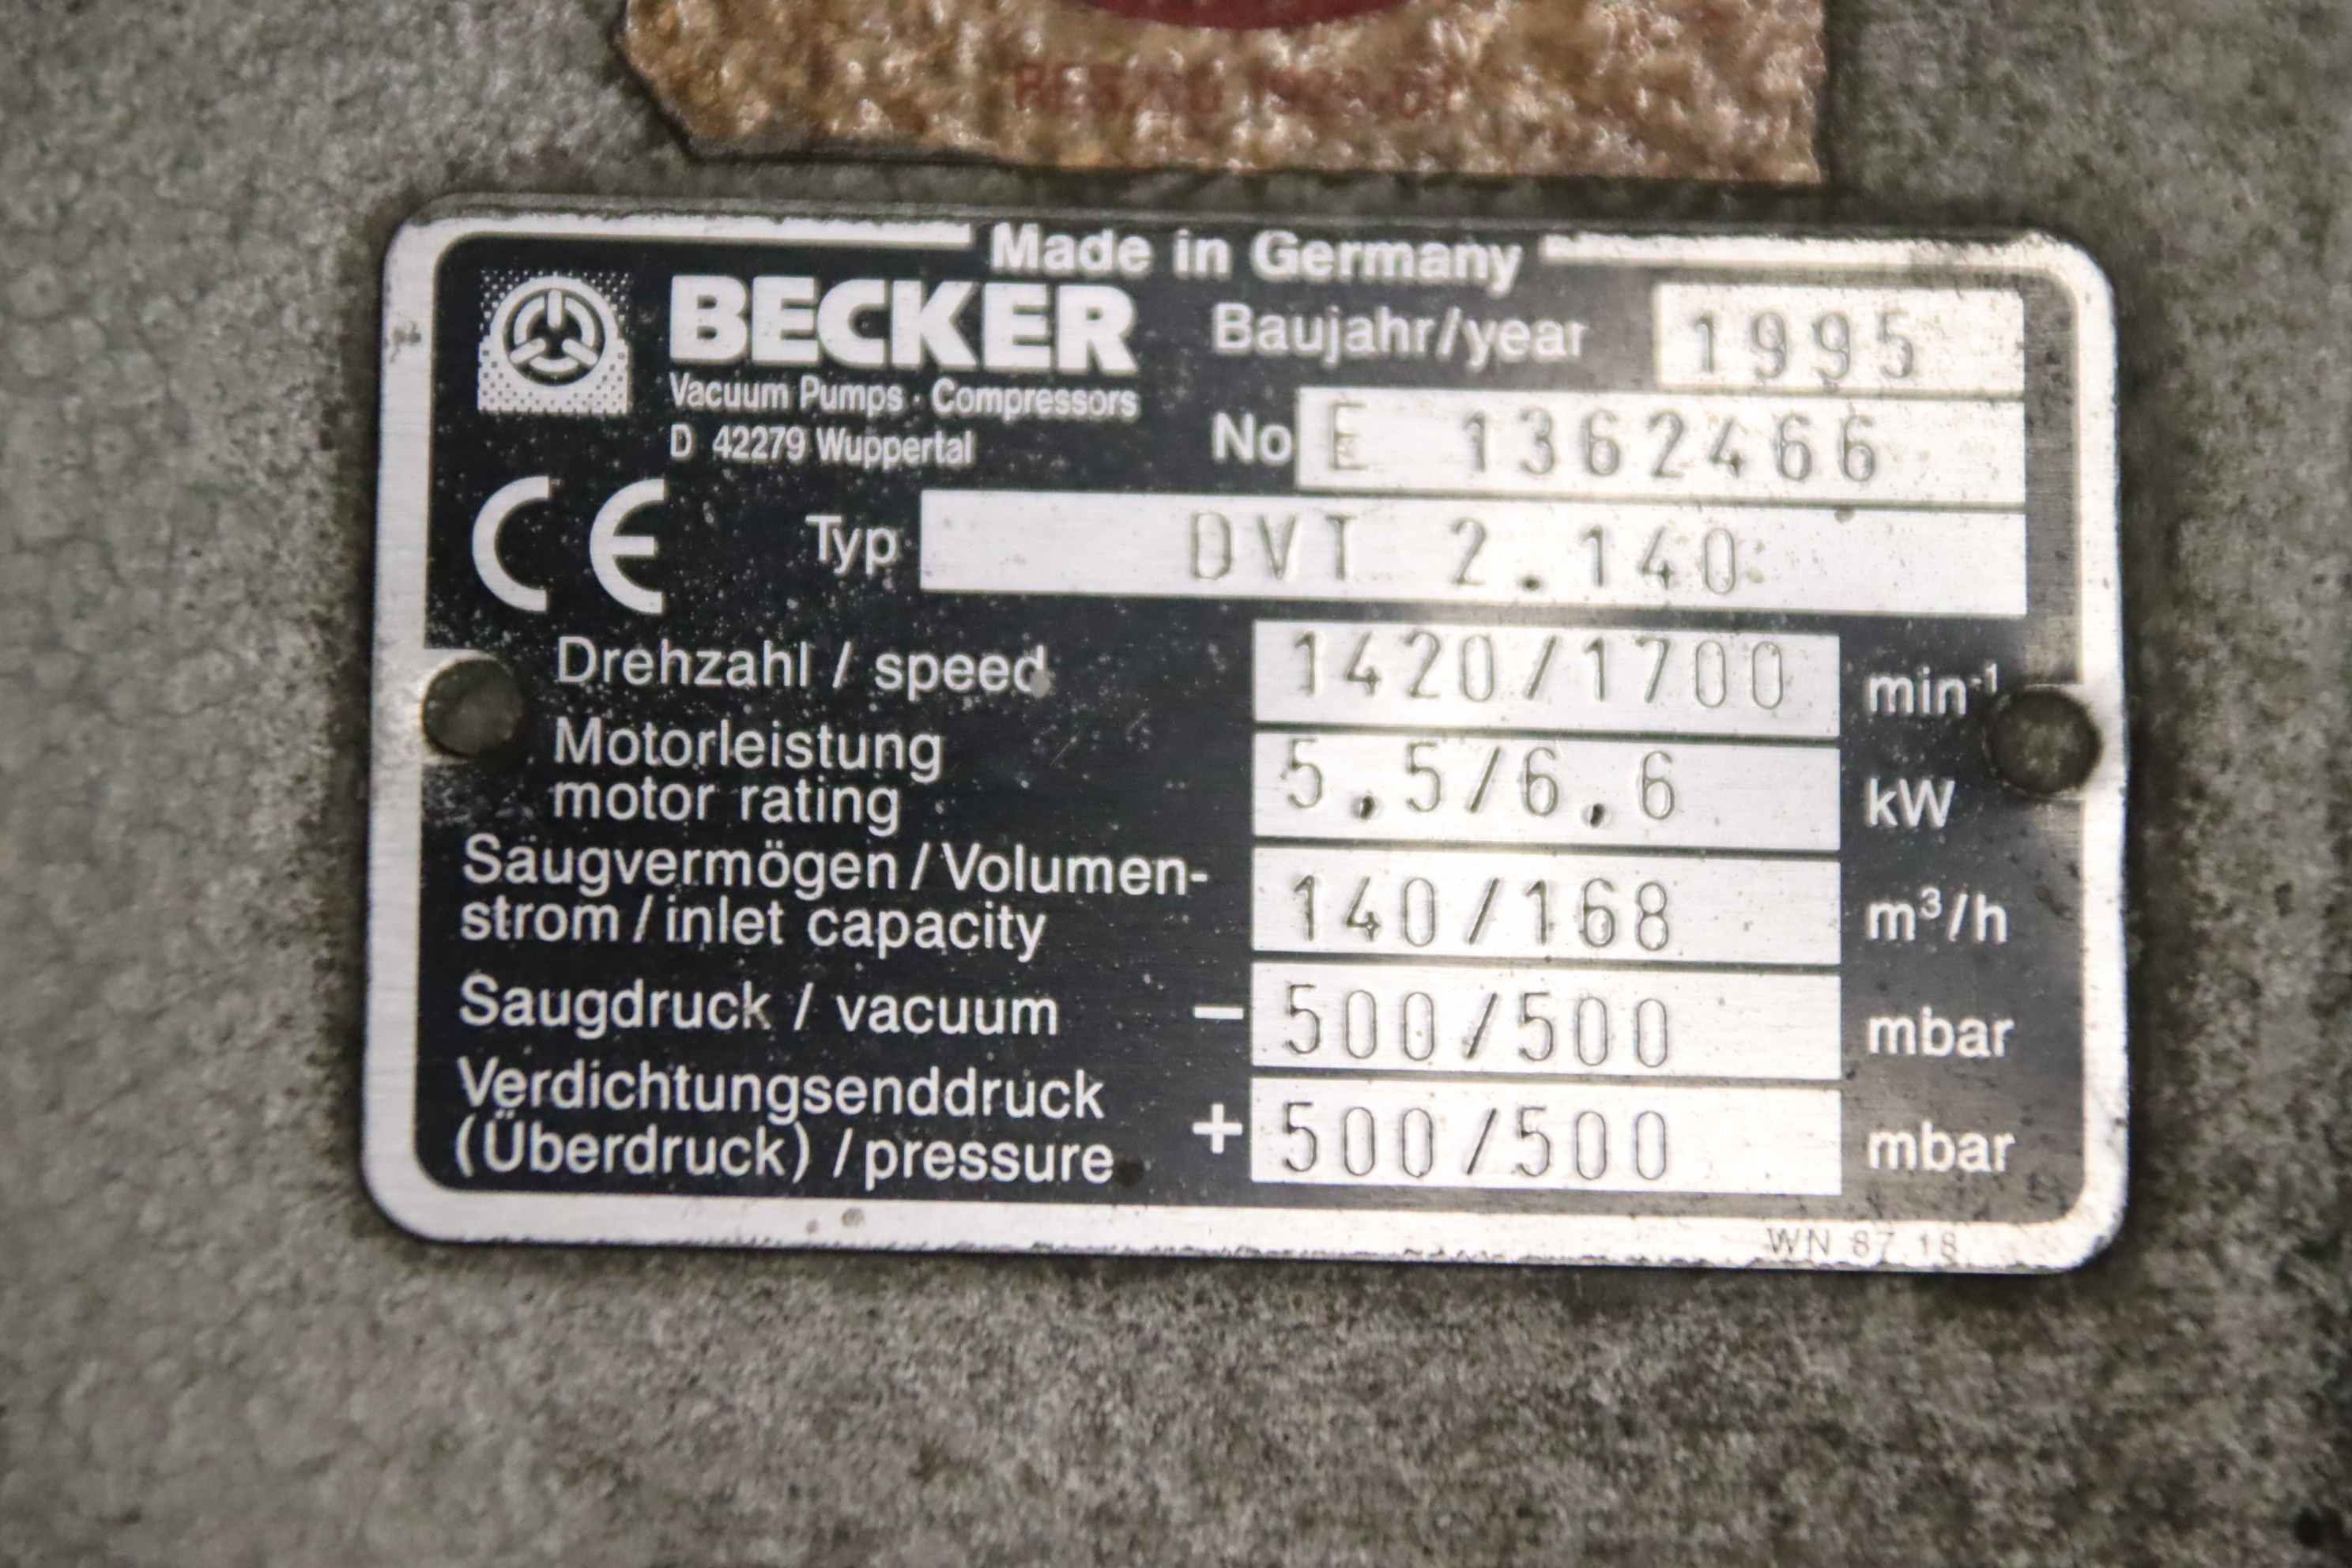 Made in Germany
BECKER
Vacuum Pumps · Compressors
D 42279 Wuppertal
Baujahr/year 1995
No E 1362466
CE Typ DVT 2.140
Drehzahl / speed 1420/1700 min-¹
Motorleistung
motor rating 5,5/6,6 kW
Saugvermögen / Volumen-
strom / inlet capacity 140/168 m³/h
Saugdruck / vacuum − 500/500 mbar
Verdichtungsenddruck
(Überdruck) / pressure + 500/500 mbar
WN 87.18